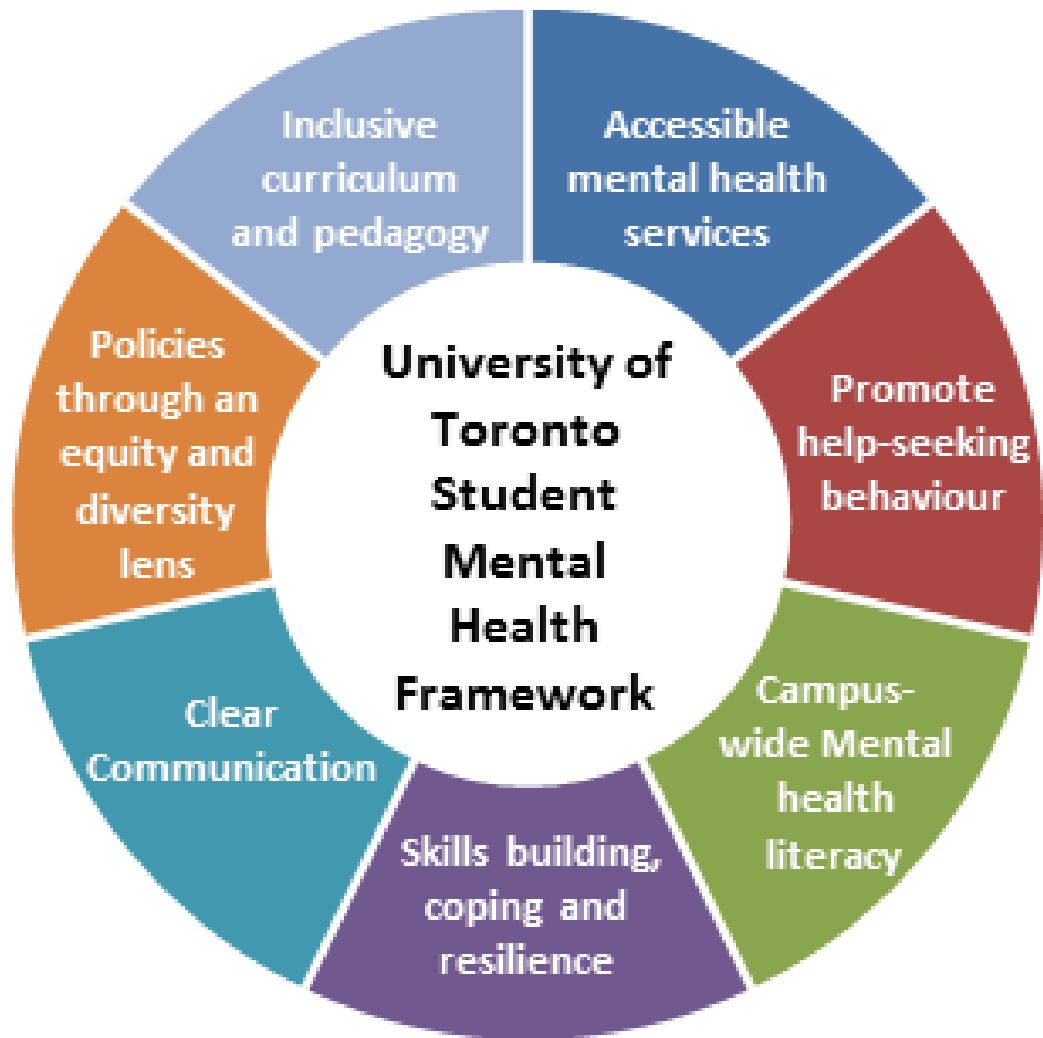 University of
Toronto
Student
Mental
Health
Framework
Accessible
mental health
services
Promote
help-seeking
behaviour
Campus-
wide Mental
health
literacy
Skills building,
coping and
resilience
Clear
Communication
Policies
through an
equity and
diversity
lens
Inclusive
curriculum
and pedagogy